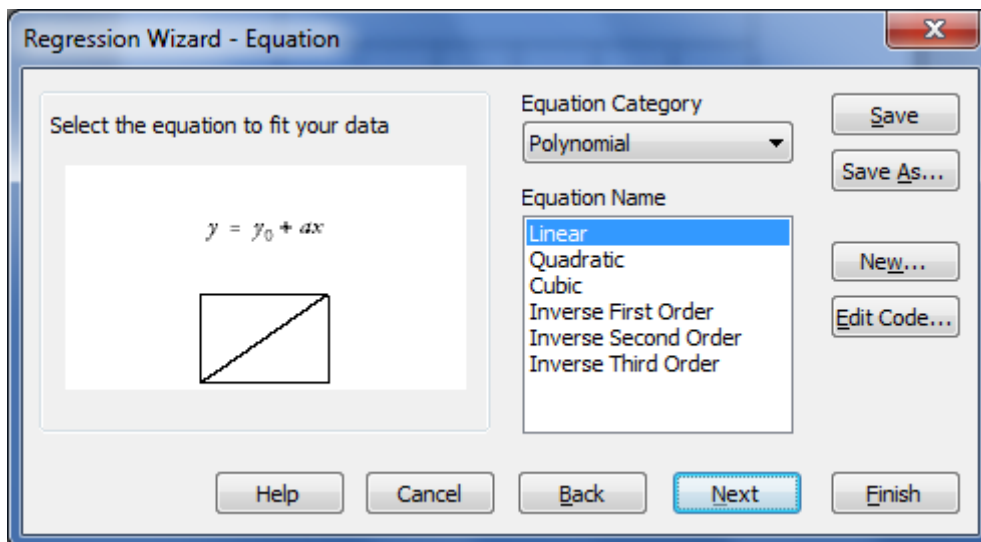 Regression Wizard - Equation
Select the equation to fit your data
y = y₀ + ax
Equation Category
Polynomial
Equation Name
Linear
Quadratic
Cubic
Inverse First Order
Inverse Second Order
Inverse Third Order
Save
Save As...
New...
Edit Code...
Help
Cancel
Back
Next
Finish